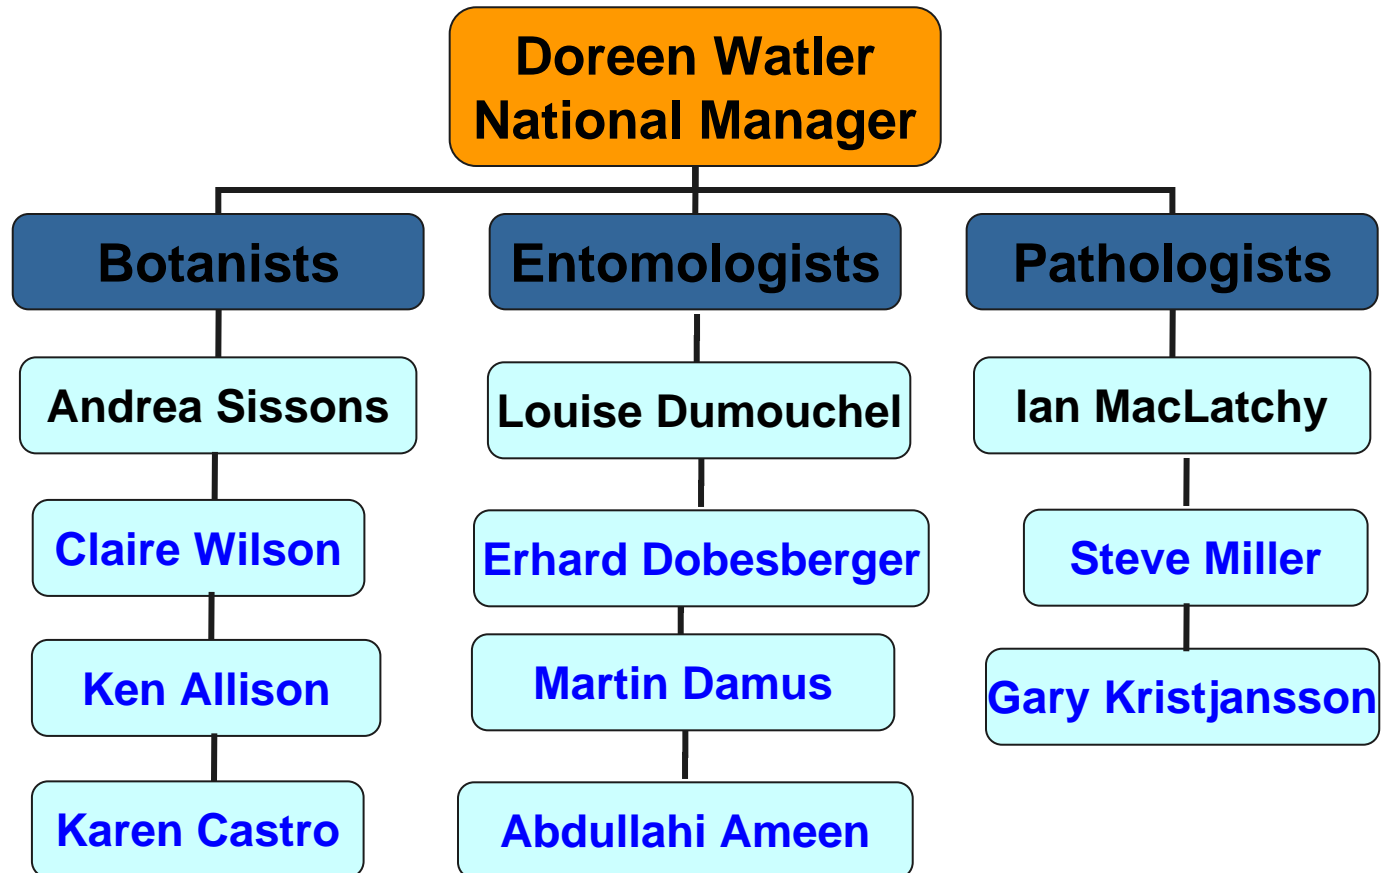 Doreen Watler
National Manager
Botanists
Entomologists
Pathologists
Andrea Sissons
Claire Wilson
Ken Allison
Karen Castro
Louise Dumouchel
Erhard Dobesberger
Martin Damus
Abdullahi Ameen
Ian MacLatchy
Steve Miller
Gary Kristjansson